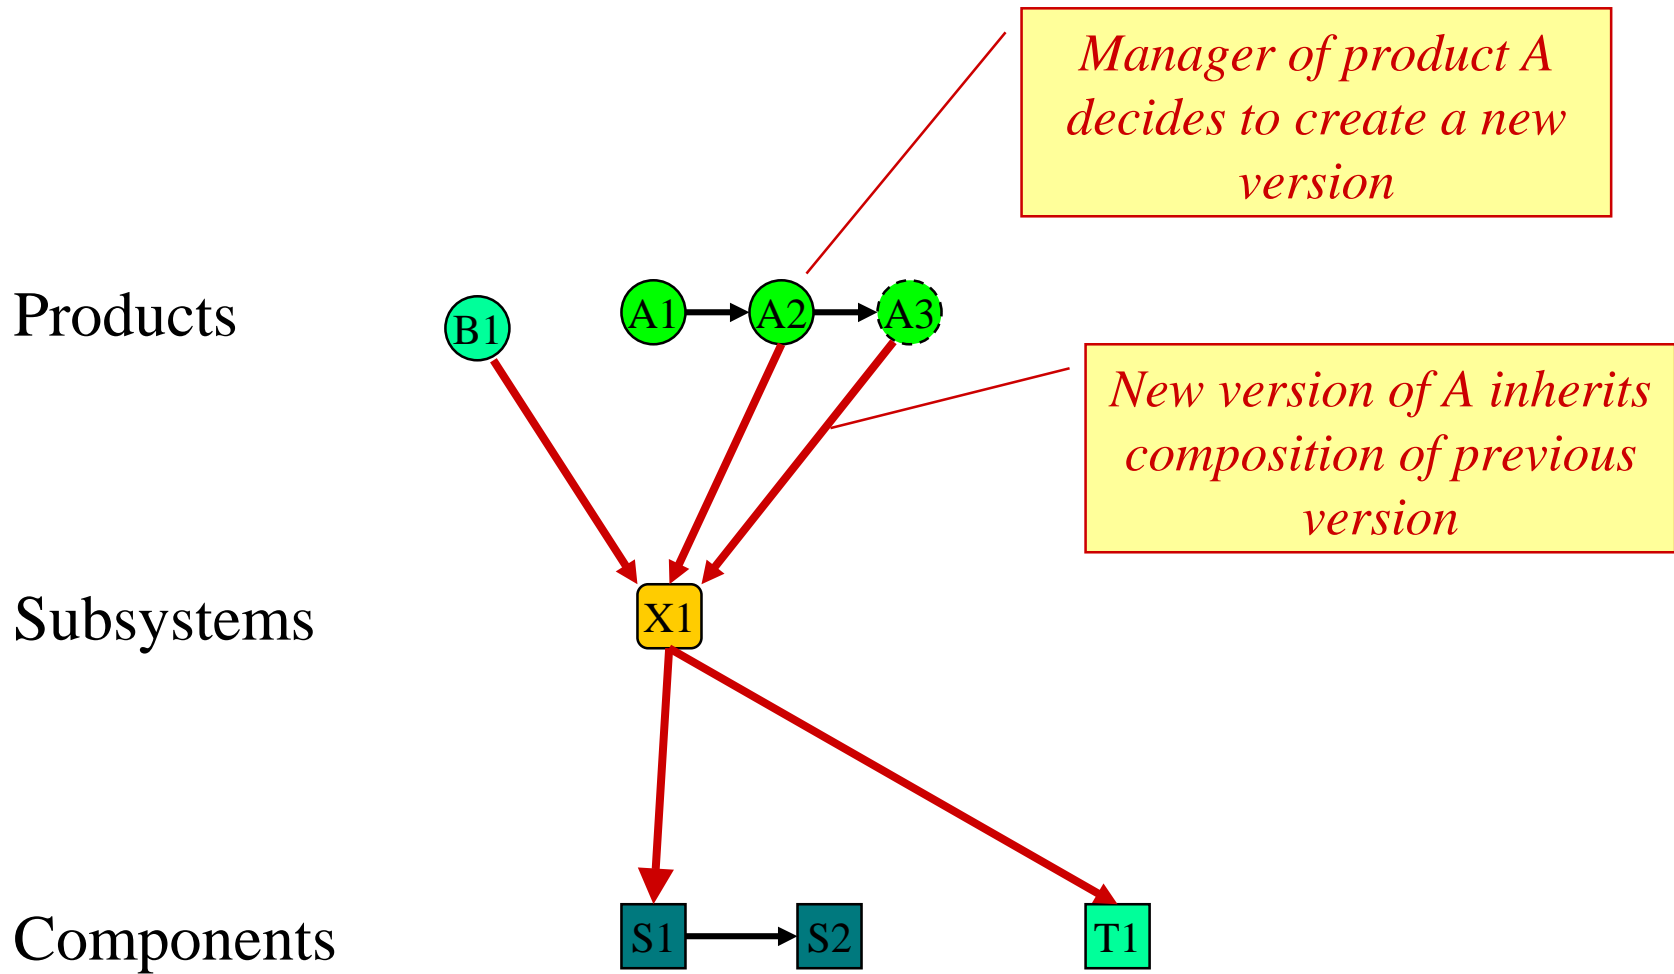 Manager of product A
decides to create a new
version
Products
B1
A1
A2
A3
New version of A inherits
composition of previous
version
Subsystems
X1
Components
S1
S2
T1